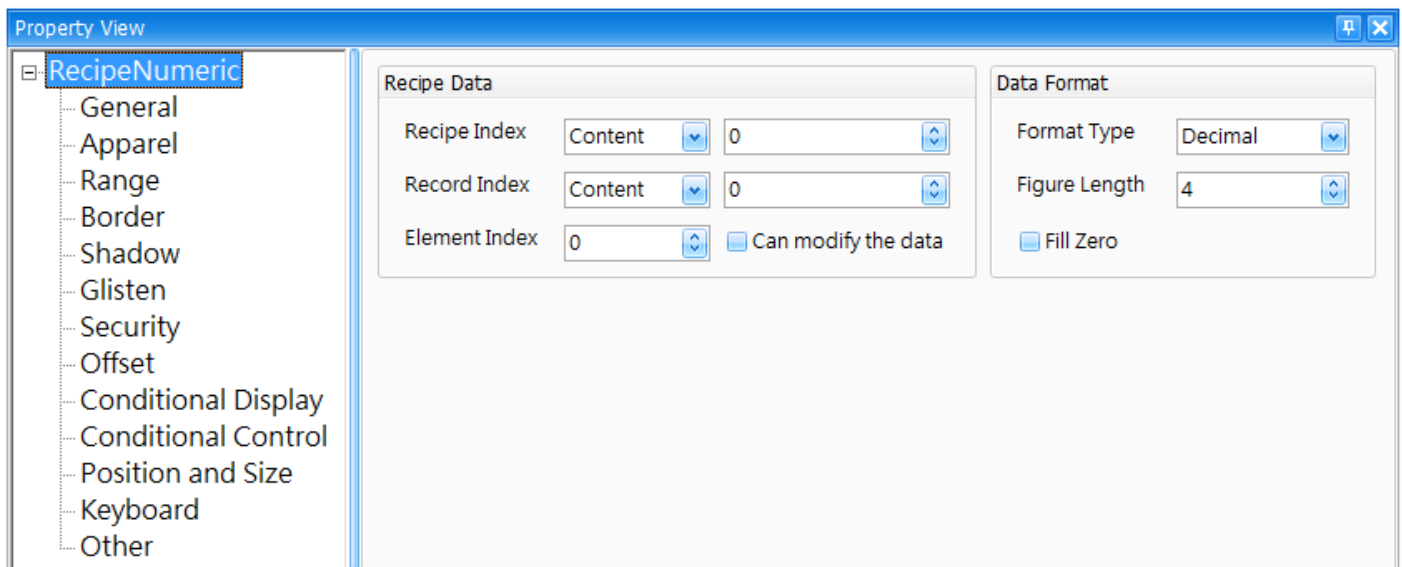 Property View
RecipeNumeric
General
Apparel
Range
Border
Shadow
Glisten
Security
Offset
Conditional Display
Conditional Control
Position and Size
Keyboard
Other
Recipe Data
Recipe Index Content 0
Record Index Content 0
Element Index 0 Can modify the data
Data Format
Format Type Decimal
Figure Length 4
Fill Zero